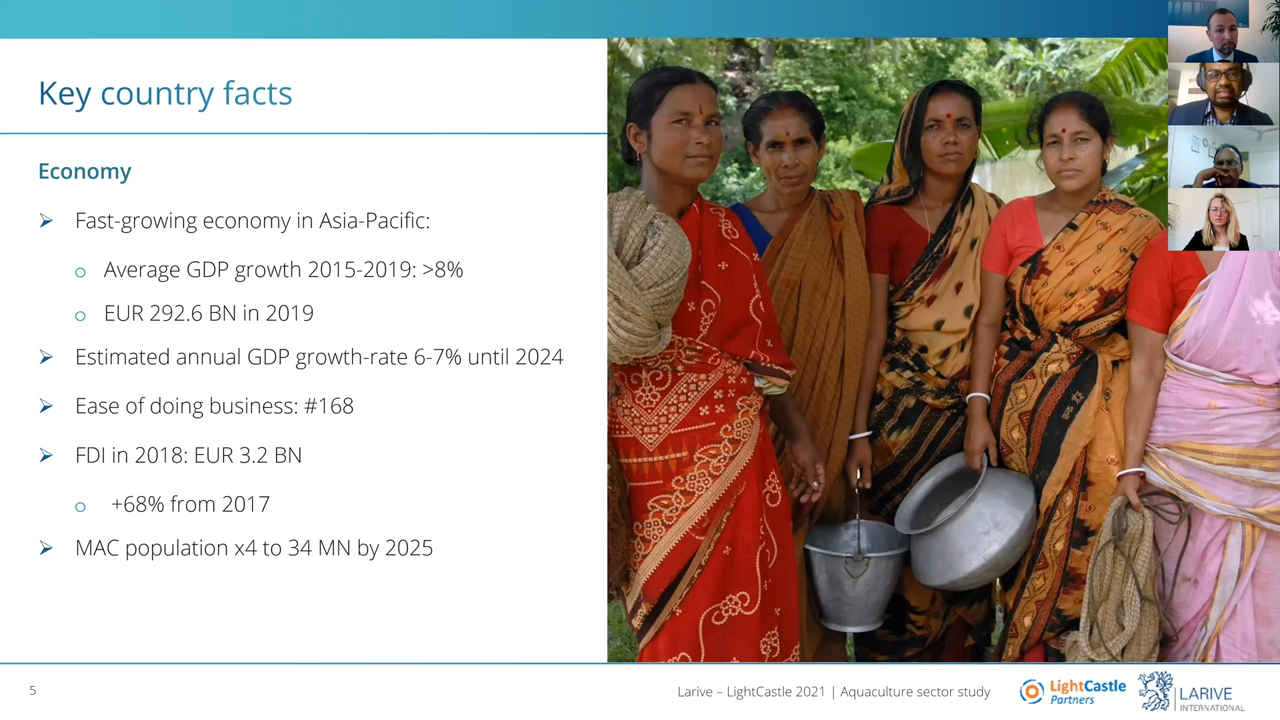 Key country facts
Economy
Fast-growing economy in Asia-Pacific:
Average GDP growth 2015-2019: >8%
EUR 292.6 BN in 2019
Estimated annual GDP growth-rate 6-7% until 2024
Ease of doing business: #168
FDI in 2018: EUR 3.2 BN
+68% from 2017
MAC population x4 to 34 MN by 2025
5
Larive – LightCastle 2021 | Aquaculture sector study
LightCastle
Partners
LARIVE
INTERNATIONAL